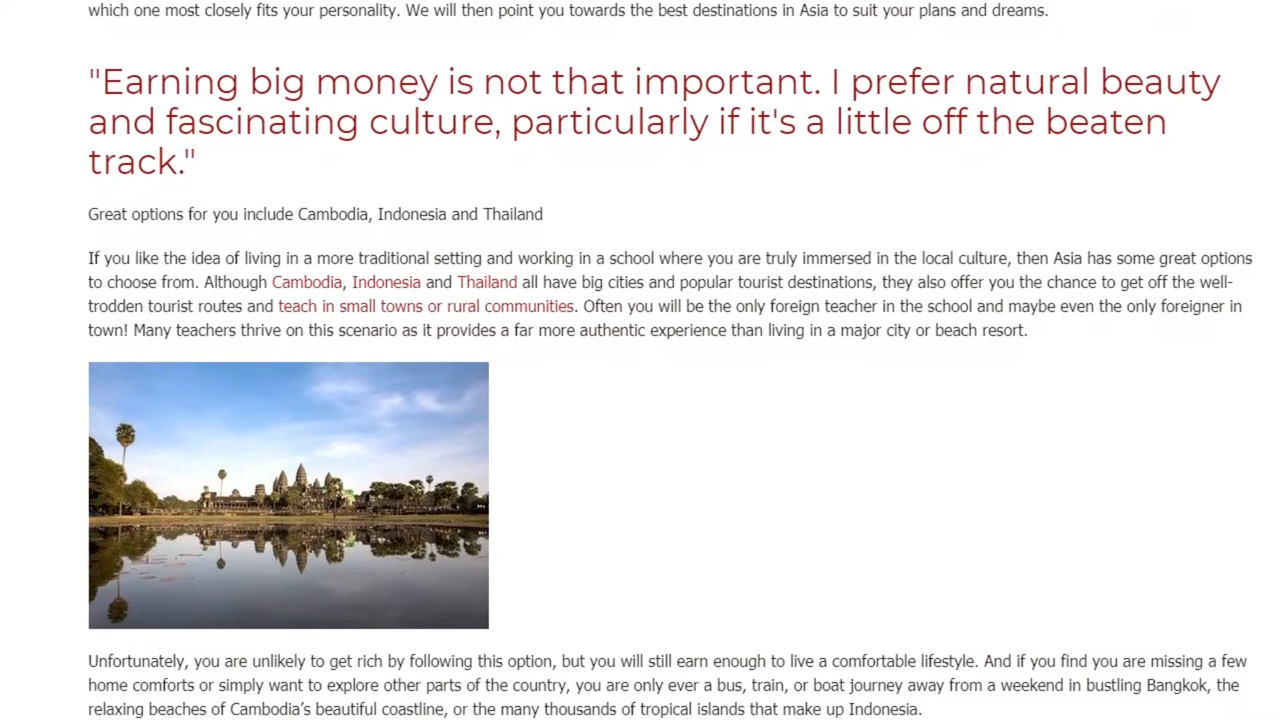 which one most closely fits your personality. We will then point you towards the best destinations in Asia to suit your plans and dreams.
"Earning big money is not that important. I prefer natural beauty
and fascinating culture, particularly if it's a little off the beaten
track."
Great options for you include Cambodia, Indonesia and Thailand
If you like the idea of living in a more traditional setting and working in a school where you are truly immersed in the local culture, then Asia has some great options
to choose from. Although Cambodia, Indonesia and Thailand all have big cities and popular tourist destinations, they also offer you the chance to get off the well-
trodden tourist routes and teach in small towns or rural communities. Often you will be the only foreign teacher in the school and maybe even the only foreigner in
town! Many teachers thrive on this scenario as it provides a far more authentic experience than living in a major city or beach resort.
Unfortunately, you are unlikely to get rich by following this option, but you will still earn enough to live a comfortable lifestyle. And if you find you are missing a few
home comforts or simply want to explore other parts of the country, you are only ever a bus, train, or boat journey away from a weekend in bustling Bangkok, the
relaxing beaches of Cambodia’s beautiful coastline, or the many thousands of tropical islands that make up Indonesia.